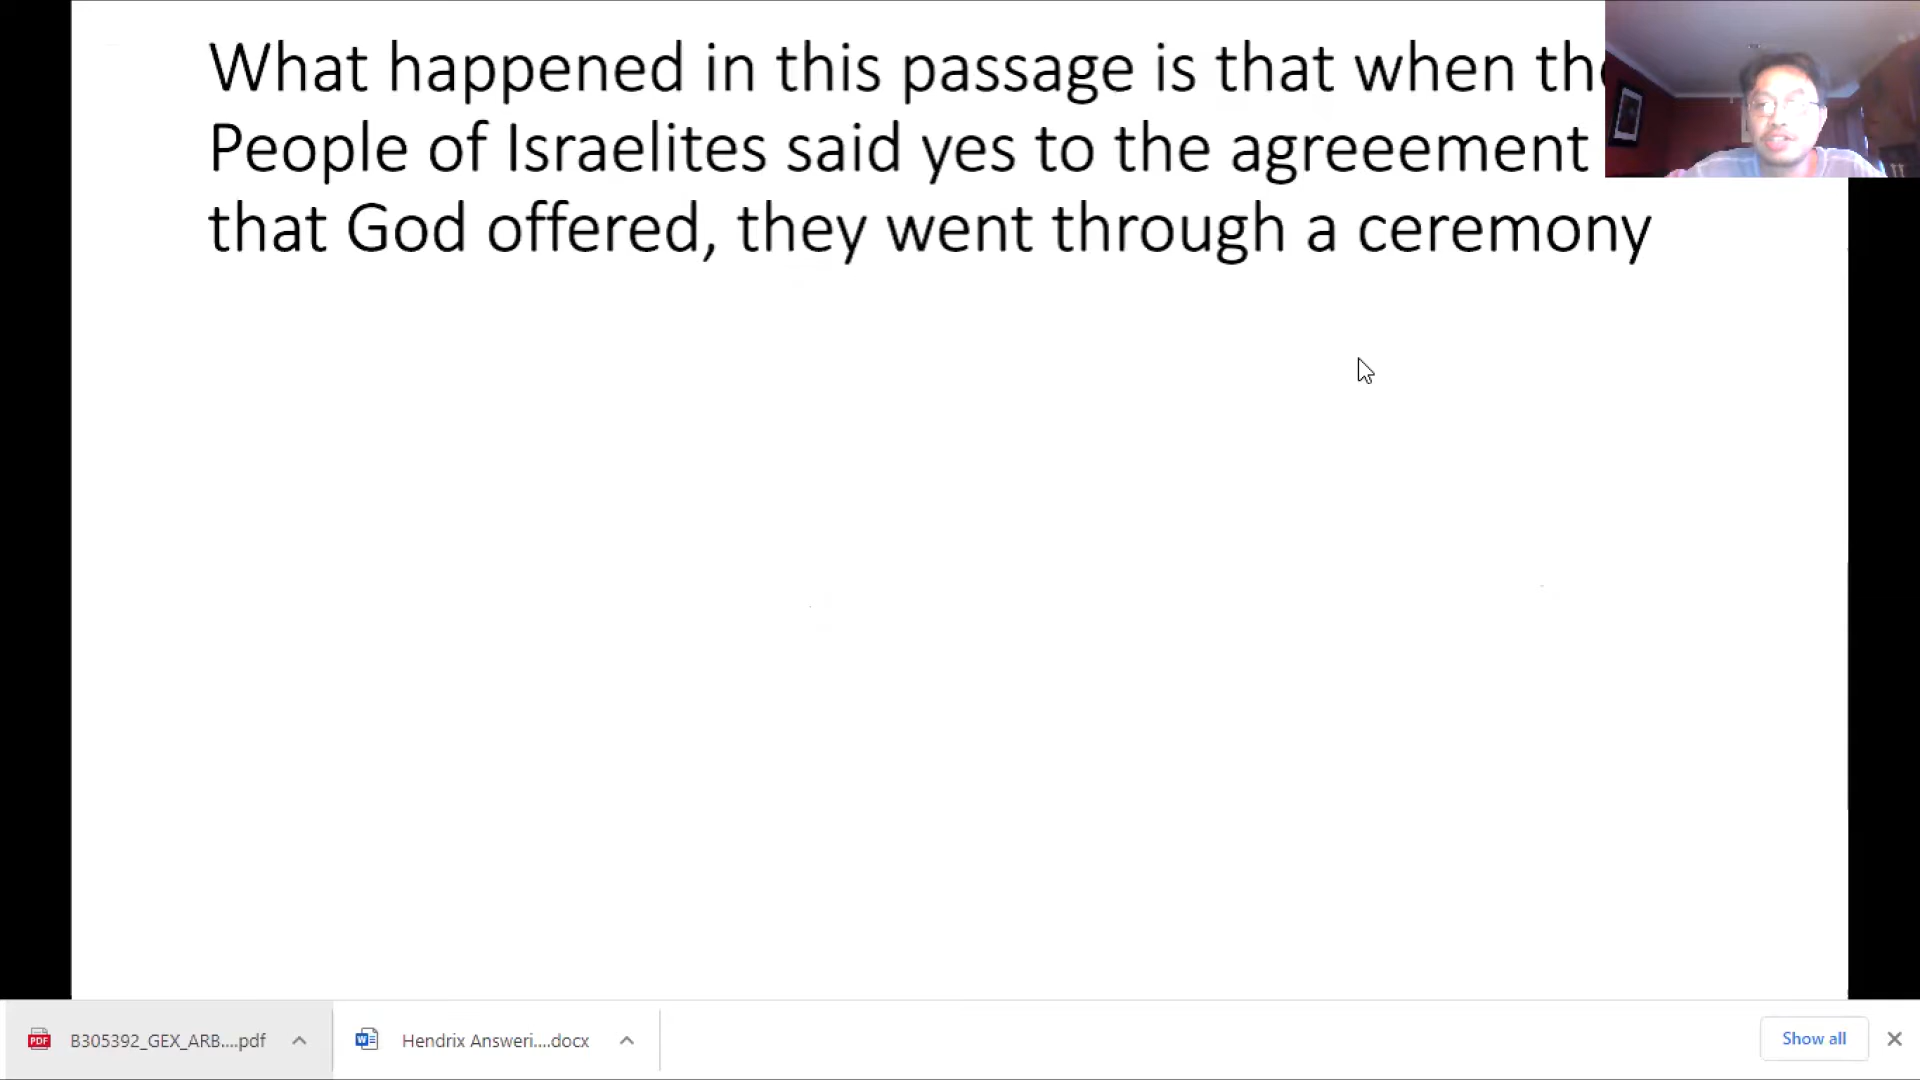 What happened in this passage is that when the
People of Israelites said yes to the agreeement
that God offered, they went through a ceremony
B305392_GEX_ARB....pdf
Hendrix Answeri....docx
Show all